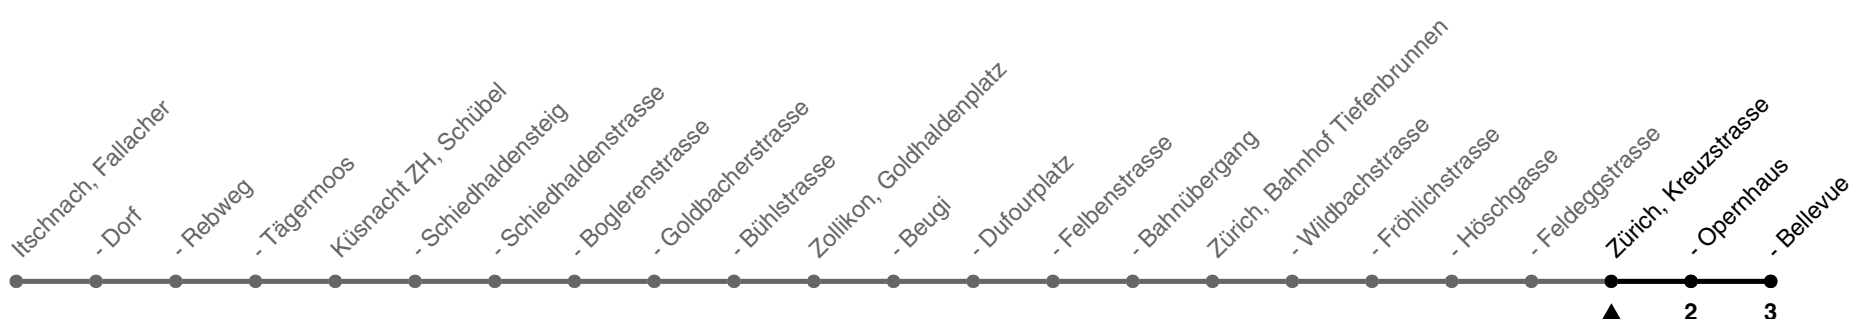 Itschnach, Fallacher
- Dorf
- Rebweg
- Tägermoos
Küsnacht ZH, Schübel
- Schiedhaldensteig
- Schiedhaldenstrasse
- Boglerenstrasse
- Goldbacherstrasse
- Bühlstrasse
Zollikon, Goldhaldenplatz
- Beugi
- Dufourplatz
- Felbenstrasse
- Bahnübergang
Zürich, Bahnhof Tiefenbrunnen
- Wildbachstrasse
- Fröhlichstrasse
- Höschgasse
- Feldeggstrasse
Zürich, Kreuzstrasse
- Opernhaus
- Bellevue
2
3